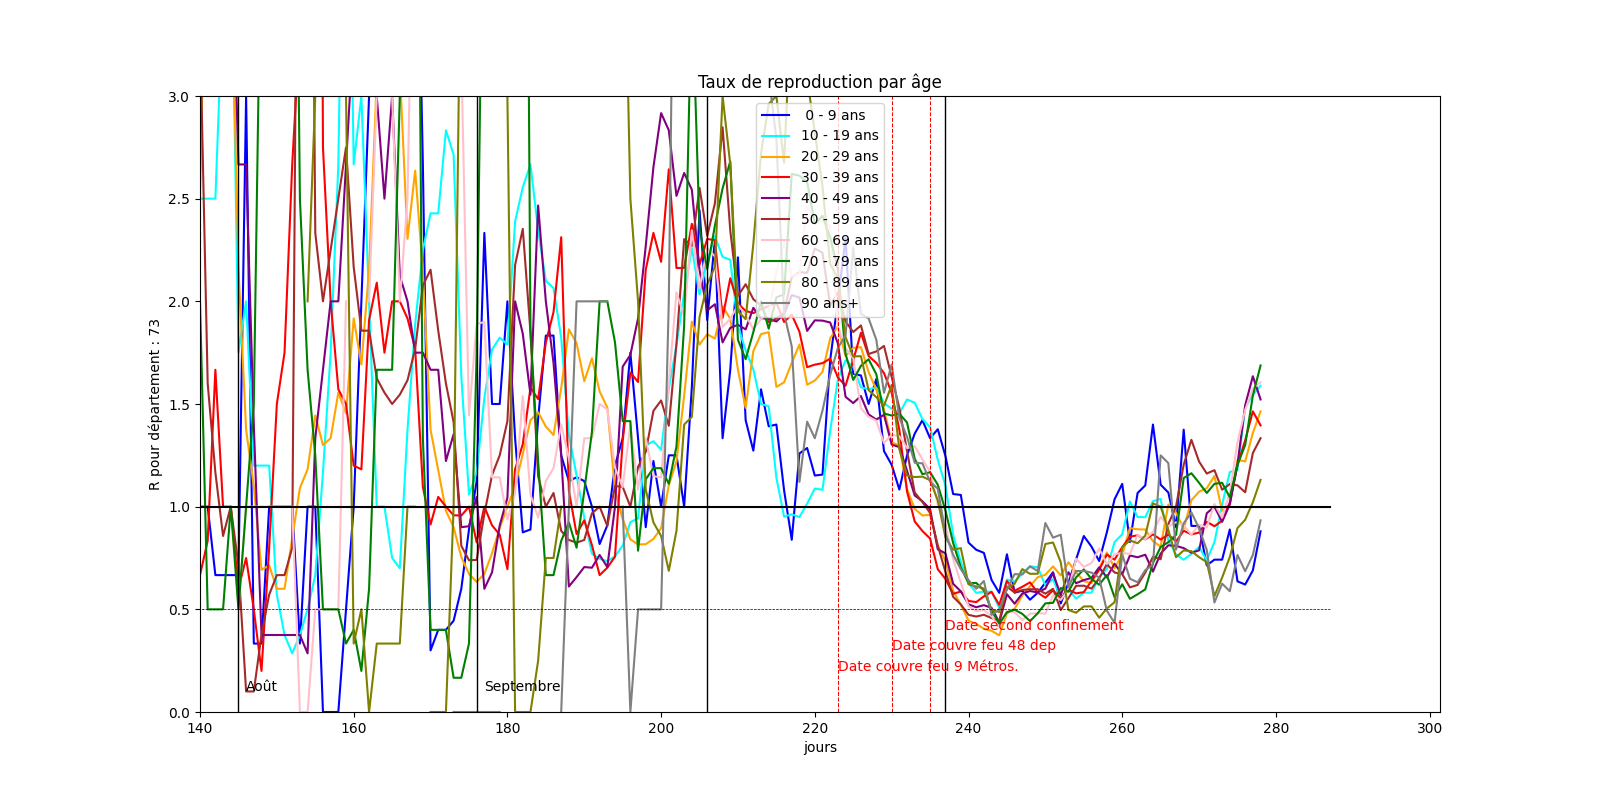 Taux de reproduction par âge
3.0
2.5
2.0
1.5
1.0
0.5
0.0
R pour département : 73
0 - 9 ans
10 - 19 ans
20 - 29 ans
30 - 39 ans
40 - 49 ans
50 - 59 ans
60 - 69 ans
70 - 79 ans
80 - 89 ans
90 ans+
Date second confinement
Date couvre feu 48 dep
Date couvre feu 9 Métros.
Août
Septembre
140
160
180
200
220
240
260
280
300
jours